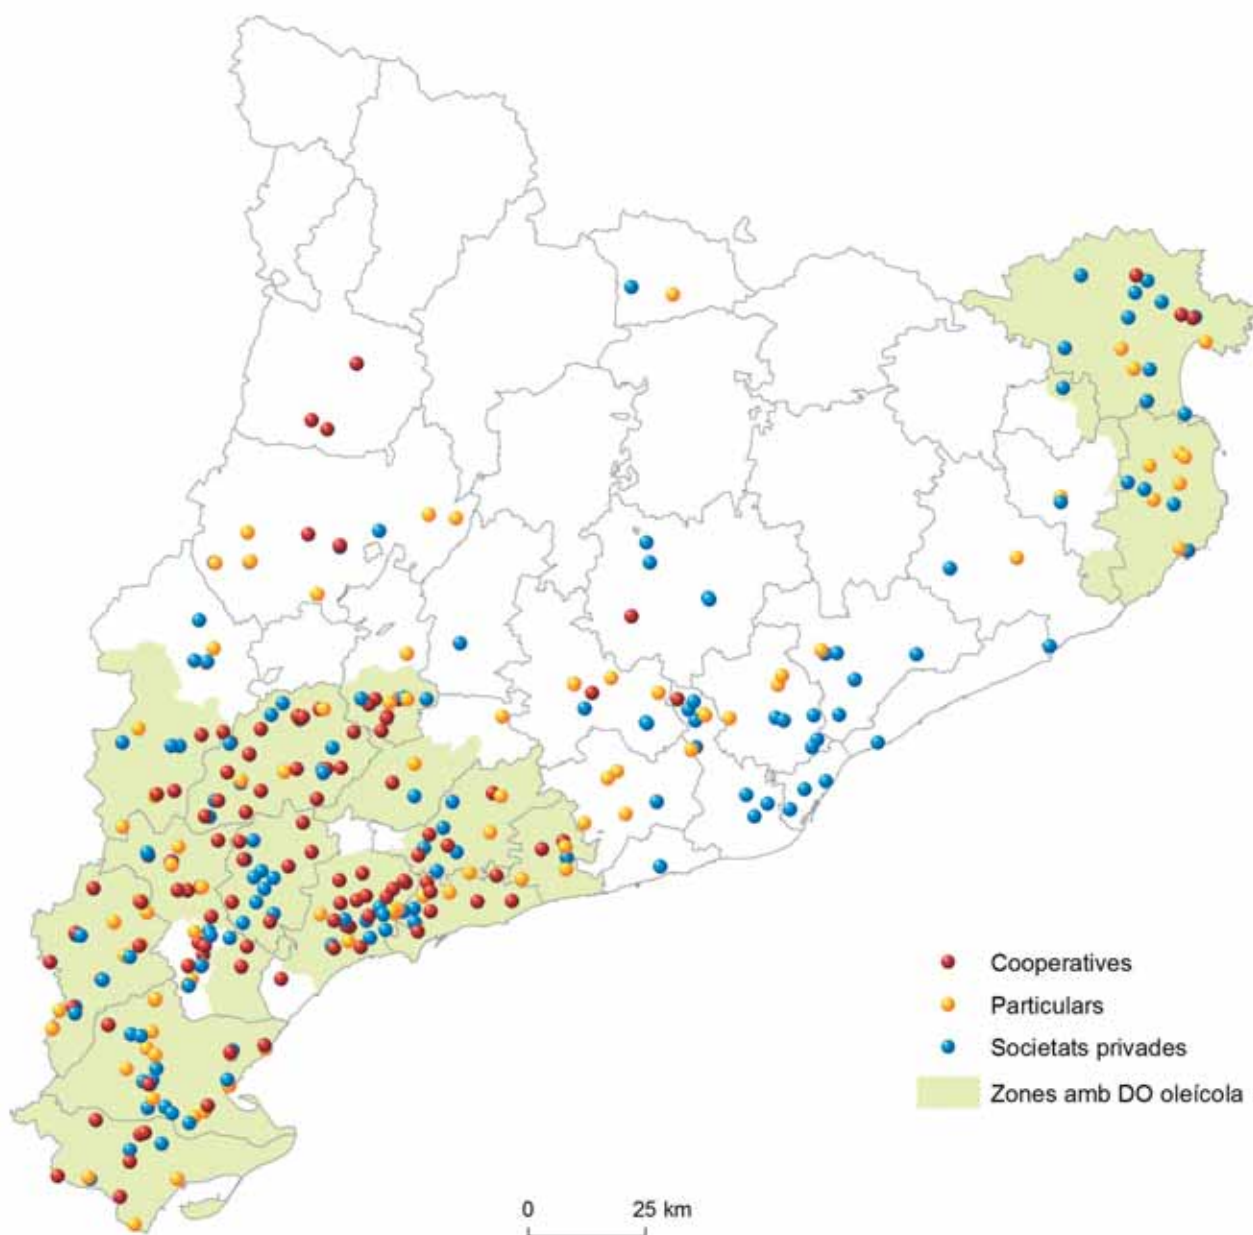 Cooperatives
Particulars
Societats privades
Zones amb DO oleícola
0 25 km